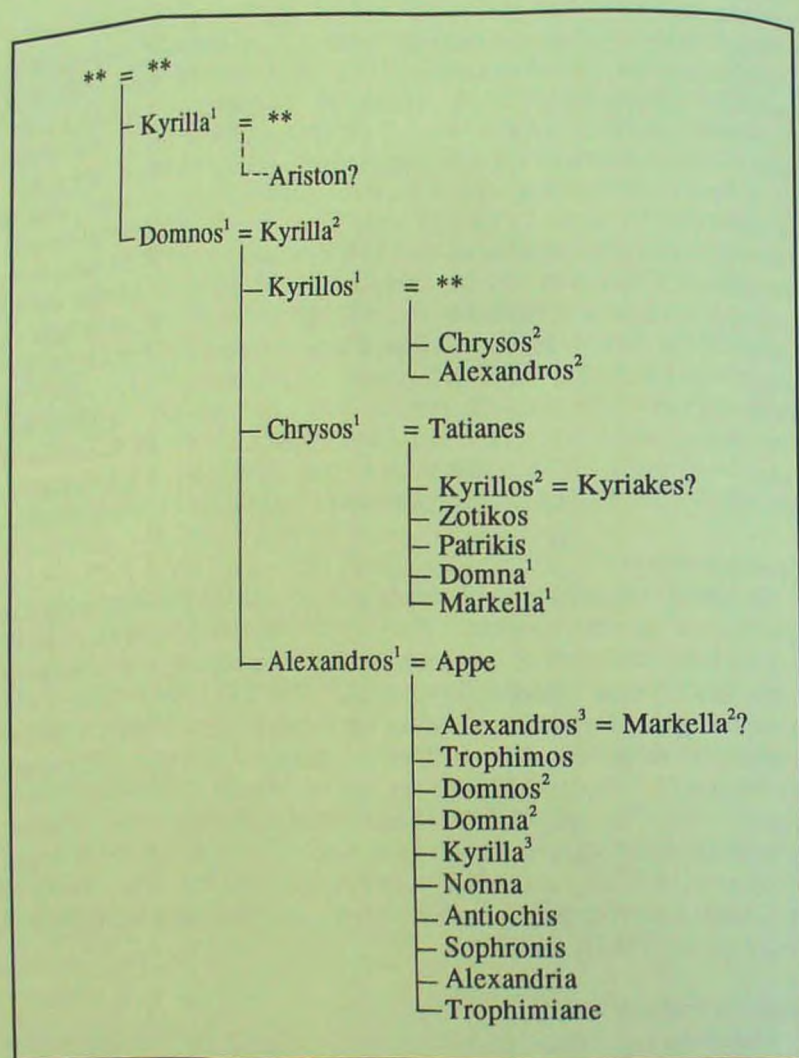 ** = **
Kyrilla¹ = **
Ariston?
Domnos¹ = Kyrilla²
Kyrillos¹ = **
Chrysos²
Alexandros²
Chrysos¹ = Tatianes
Kyrillos² = Kyriakes?
Zotikos
Patrikis
Domna¹
Markella¹
Alexandros¹ = Appe
Alexandros³ = Markella²?
Trophimos
Domnos²
Domna²
Kyrilla³
Nonna
Antiochis
Sophronis
Alexandria
Trophimiane